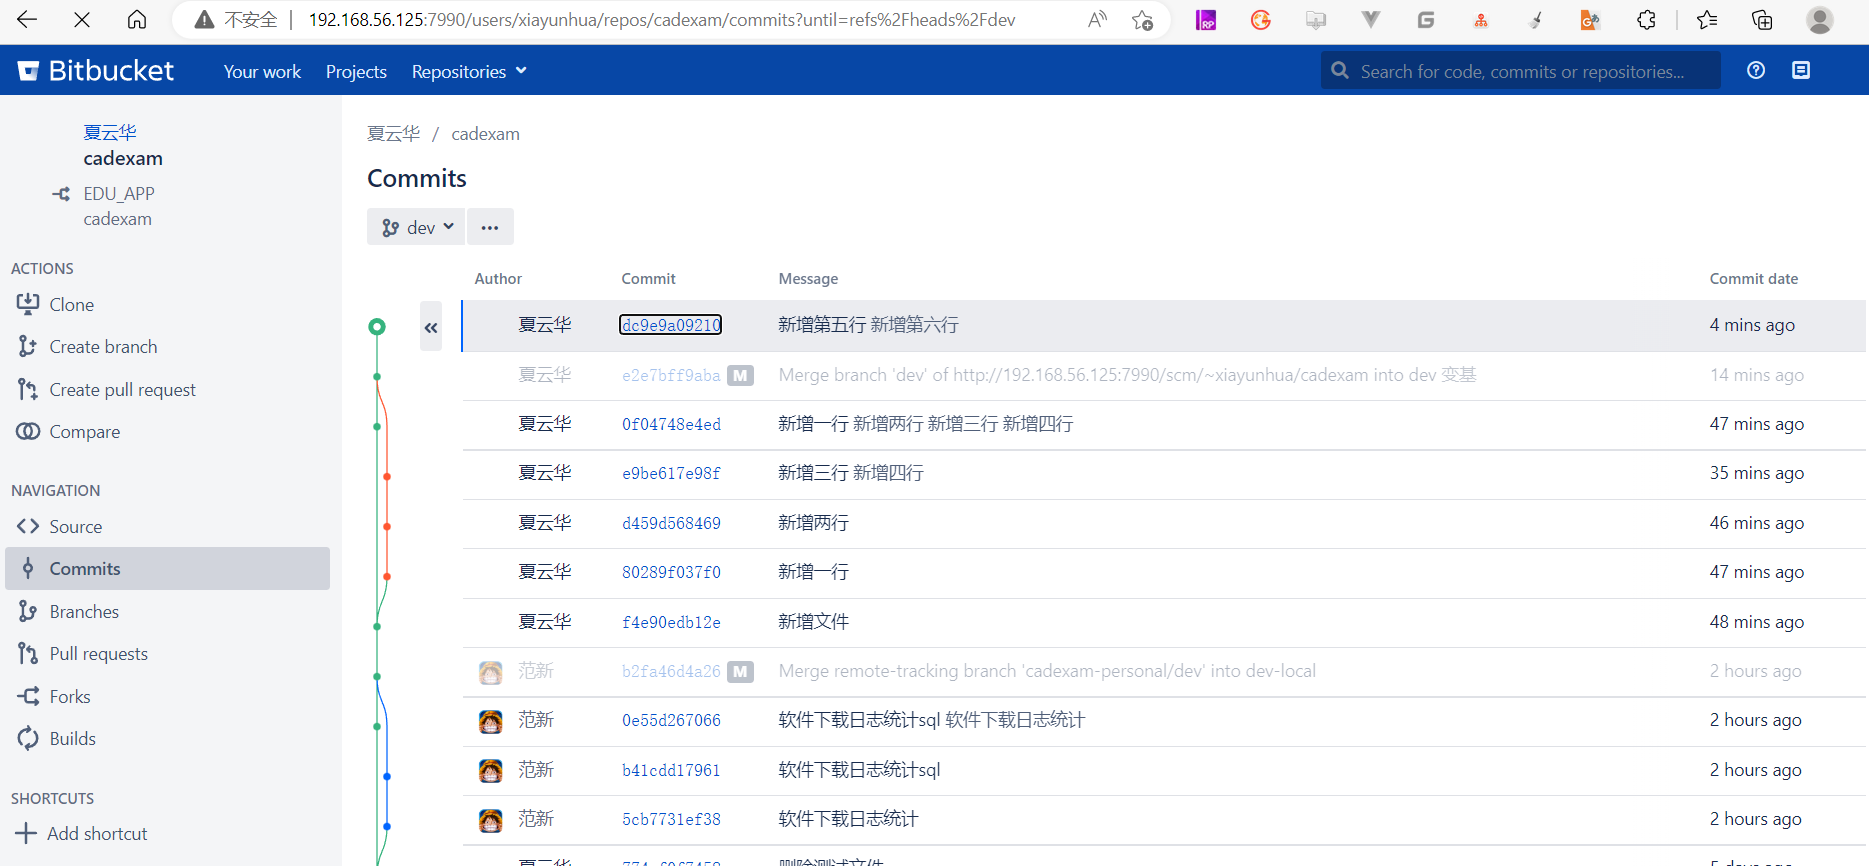 不安全 | 192.168.56.125:7990/users/xiayunhua/repos/cadexam/commits?until=refs%2Fheads%2Fdev
Bitbucket Your work Projects Repositories Search for code, commits or repositories...
夏云华
cadexam
EDU_APP
cadexam
ACTIONS
Clone
Create branch
Create pull request
Compare
NAVIGATION
Source
Commits
Branches
Pull requests
Forks
Builds
SHORTCUTS
Add shortcut
夏云华 / cadexam
Commits
dev
Author Commit Message Commit date
夏云华 dc9e9a09210 新增第五行 新增第六行 4 mins ago
夏云华 e2e7bff9aba M Merge branch 'dev' of http://192.168.56.125:7990/scm/~xiayunhua/cadexam into dev 变基 14 mins ago
夏云华 0f04748e4ed 新增一行 新增两行 新增三行 新增四行 47 mins ago
夏云华 e9be617e98f 新增三行 新增四行 35 mins ago
夏云华 d459d568469 新增两行 46 mins ago
夏云华 80289f037f0 新增一行 47 mins ago
夏云华 f4e90edb12e 新增文件 48 mins ago
范新 b2fa46d4a26 M Merge remote-tracking branch 'cadexam-personal/dev' into dev-local 2 hours ago
范新 0e55d267066 软件下载日志统计sql 软件下载日志统计 2 hours ago
范新 b41cdd17961 软件下载日志统计sql 2 hours ago
范新 5cb7731ef38 软件下载日志统计 2 hours ago
夏云华 删除测试文件 5 days ago